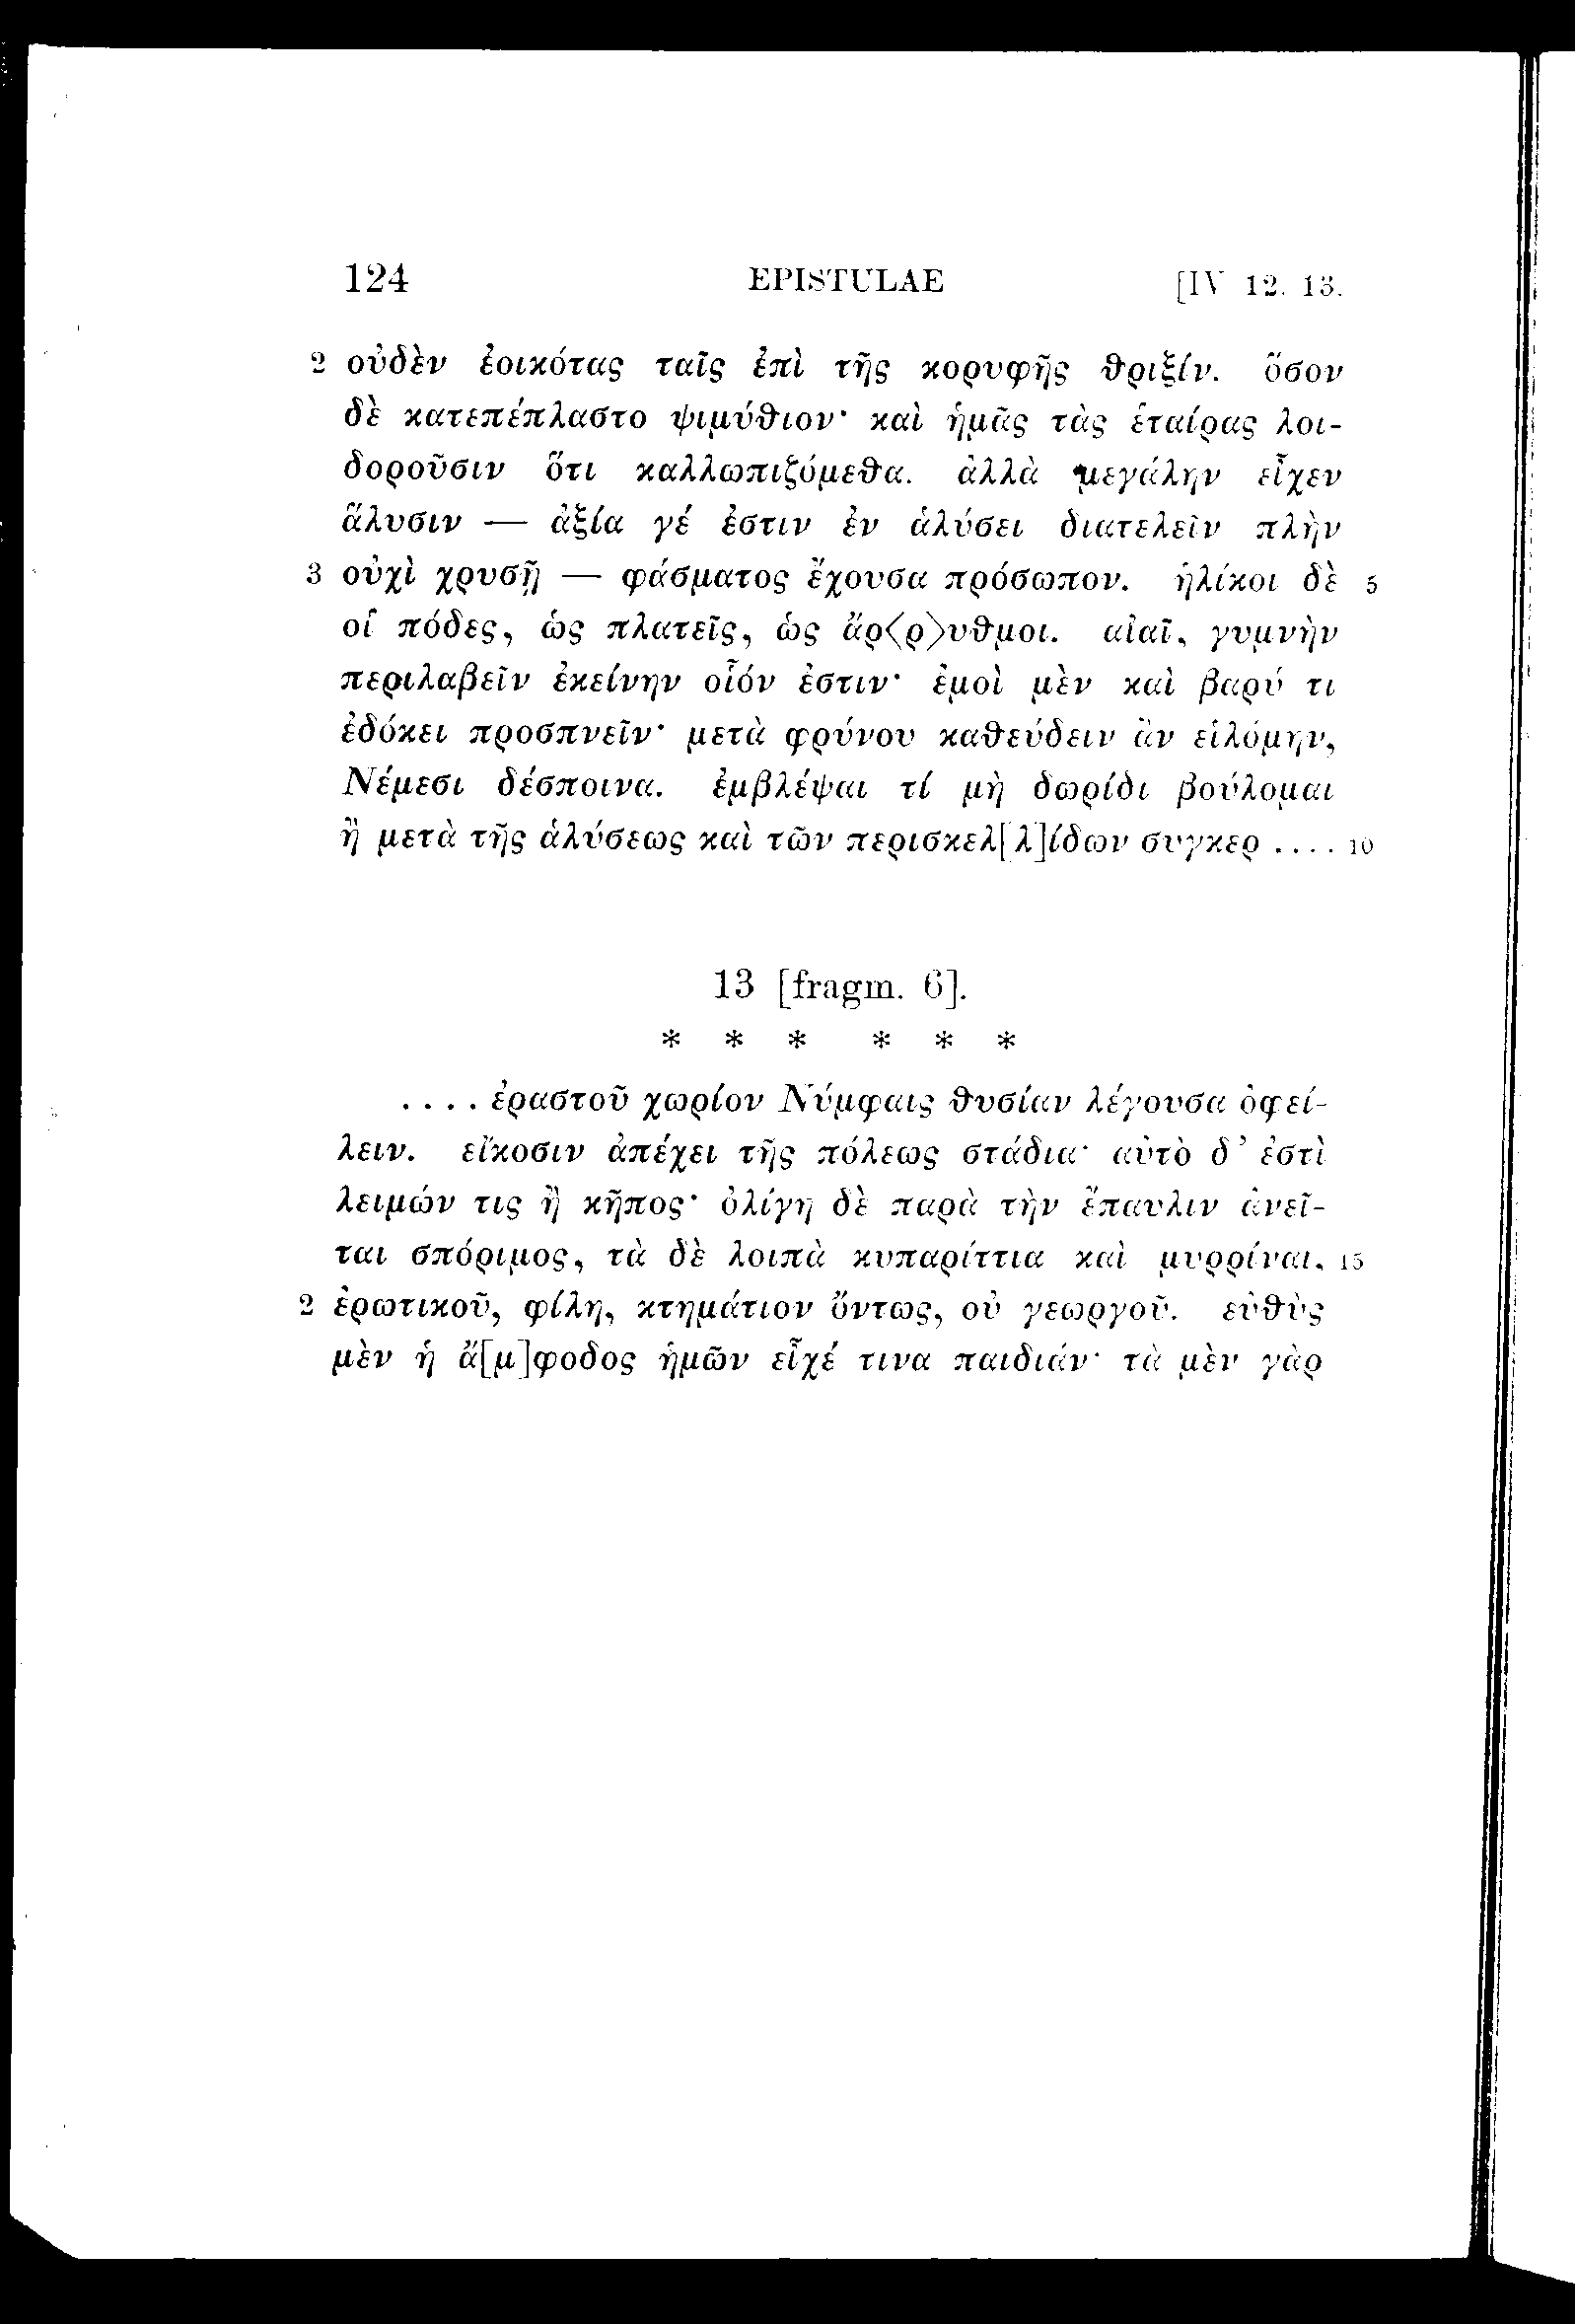 124 EPISTULAE [IV 12. 13.
2 οὐδὲν ἐοικότας ταῖς ἐπὶ τῆς κορυφῆς θριξίν. ὅσον
δὲ κατεπέπλαστο ψιμύθιον· καὶ ἡμᾶς τὰς ἑταίρας λοι-
δοροῦσιν ὅτι καλλωπιζόμεθα. ἀλλὰ μεγάλην εἶχεν
ἅλυσιν — ἀξία γέ ἐστιν ἐν ἁλύσει διατελεῖν πλὴν
3 οὐχὶ χρυσῇ — φάσματος ἔχουσα πρόσωπον. ἡλίκοι δὲ 5
οἱ πόδες, ὡς πλατεῖς, ὡς ἄρ⟨ρ⟩υθμοι. αἰαῖ, γυμνὴν
περιλαβεῖν ἐκείνην οἷόν ἐστιν· ἐμοὶ μὲν καὶ βαρύ τι
ἐδόκει προσπνεῖν· μετὰ φρύνου καθεύδειν ἂν εἱλόμην,
Νέμεσι δέσποινα. ἐμβλέψαι τί μὴ δωρίδι βούλομαι
ἢ μετὰ τῆς ἁλύσεως καὶ τῶν περισκελ[λ]ίδων συγκερ .... 10
13 [fragm. 6].
* * * * * *
.... ἐραστοῦ χωρίον Νύμφαις θυσίαν λέγουσα ὀφεί-
λειν. εἴκοσιν ἀπέχει τῆς πόλεως στάδια· αὐτὸ δ' ἐστὶ
λειμών τις ἢ κῆπος· ὀλίγη δὲ παρὰ τὴν ἔπαυλιν ἀνεῖ-
ται σπόριμος, τὰ δὲ λοιπὰ κυπαρίττια καὶ μυρρίναι, 15
2 ἐρωτικοῦ, φίλη, κτημάτιον ὄντως, οὐ γεωργοῦ. εὐθὺς
μὲν ἡ ἄ[μ]φοδος ἡμῶν εἶχέ τινα παιδιάν· τὰ μὲν γὰρ